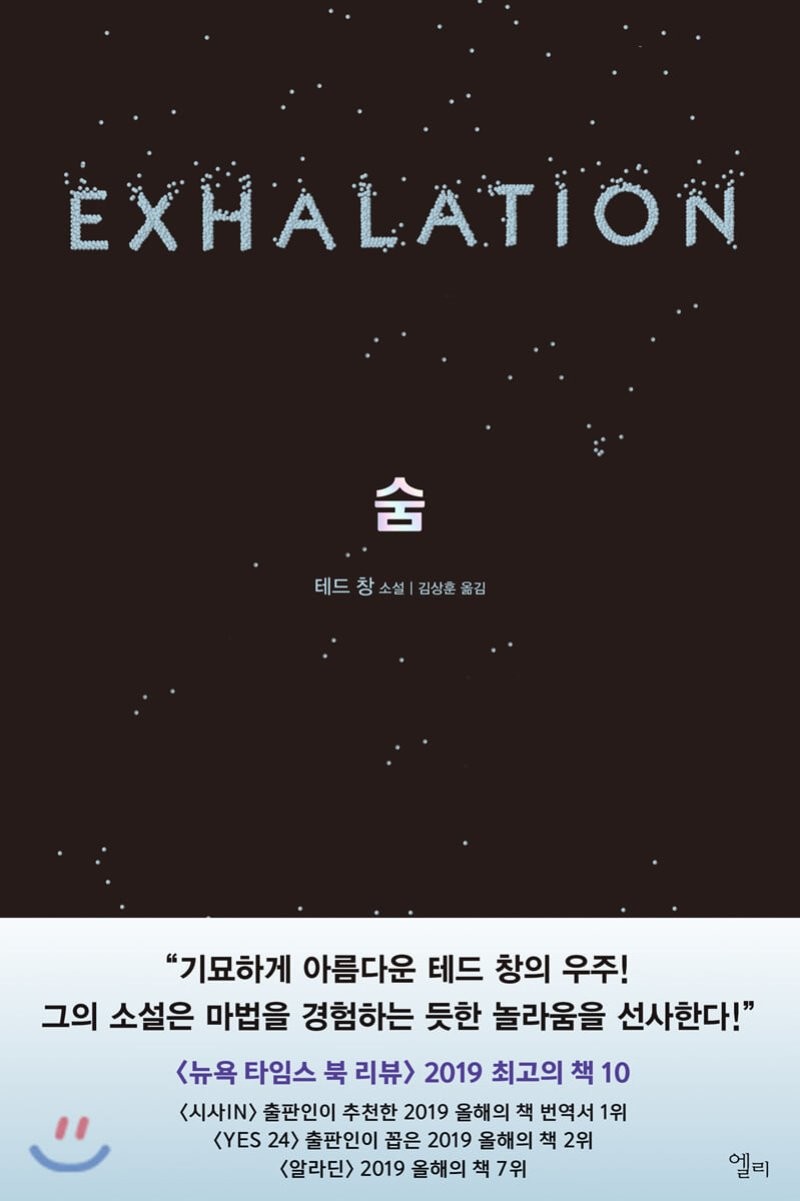 EXHALATION
숨
테드 창 소설 | 김상훈 옮김
“기묘하게 아름다운 테드 창의 우주!
그의 소설은 마법을 경험하는 듯한 놀라움을 선사한다!”
〈뉴욕 타임스 북 리뷰〉 2019 최고의 책 10
〈시사IN〉 출판인이 추천한 2019 올해의 책 번역서 1위
〈YES 24〉 출판인이 꼽은 2019 올해의 책 2위
〈알라딘〉 2019 올해의 책 7위
엘리